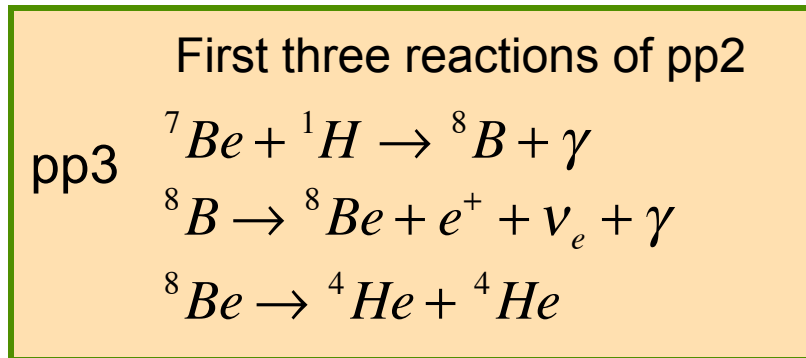 First three reactions of pp2
pp3
⁷Be + ¹H → ⁸B + γ
⁸B → ⁸Be + e⁺ + νₑ + γ
⁸Be → ⁴He + ⁴He